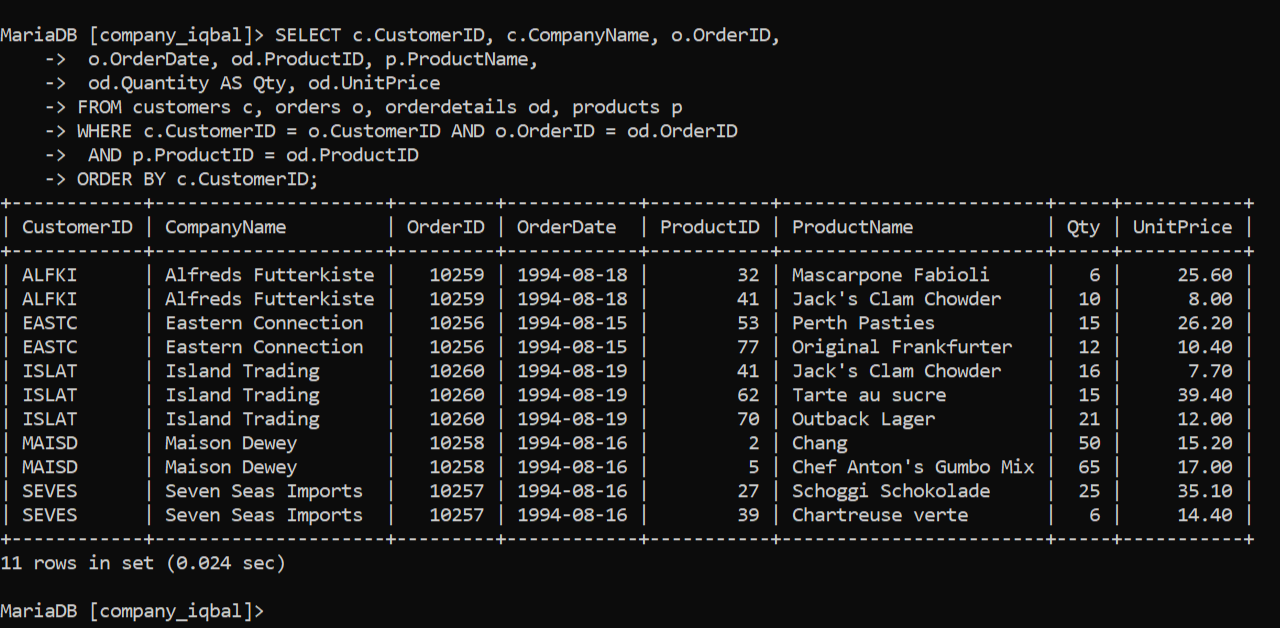 MariaDB [company_iqbal]> SELECT c.CustomerID, c.CompanyName, o.OrderID,
    ->  o.OrderDate, od.ProductID, p.ProductName,
    ->  od.Quantity AS Qty, od.UnitPrice
    -> FROM customers c, orders o, orderdetails od, products p
    -> WHERE c.CustomerID = o.CustomerID AND o.OrderID = od.OrderID
    ->  AND p.ProductID = od.ProductID
    -> ORDER BY c.CustomerID;
+------------+---------------------+---------+------------+-----------+------------------------+-----+-----------+
| CustomerID | CompanyName         | OrderID | OrderDate  | ProductID | ProductName            | Qty | UnitPrice |
+------------+---------------------+---------+------------+-----------+------------------------+-----+-----------+
| ALFKI      | Alfreds Futterkiste |   10259 | 1994-08-18 |        32 | Mascarpone Fabioli     |   6 |     25.60 |
| ALFKI      | Alfreds Futterkiste |   10259 | 1994-08-18 |        41 | Jack's Clam Chowder    |  10 |      8.00 |
| EASTC      | Eastern Connection  |   10256 | 1994-08-15 |        53 | Perth Pasties          |  15 |     26.20 |
| EASTC      | Eastern Connection  |   10256 | 1994-08-15 |        77 | Original Frankfurter   |  12 |     10.40 |
| ISLAT      | Island Trading      |   10260 | 1994-08-19 |        41 | Jack's Clam Chowder    |  16 |      7.70 |
| ISLAT      | Island Trading      |   10260 | 1994-08-19 |        62 | Tarte au sucre         |  15 |     39.40 |
| ISLAT      | Island Trading      |   10260 | 1994-08-19 |        70 | Outback Lager          |  21 |     12.00 |
| MAISD      | Maison Dewey        |   10258 | 1994-08-16 |         2 | Chang                  |  50 |     15.20 |
| MAISD      | Maison Dewey        |   10258 | 1994-08-16 |         5 | Chef Anton's Gumbo Mix |  65 |     17.00 |
| SEVES      | Seven Seas Imports  |   10257 | 1994-08-16 |        27 | Schoggi Schokolade     |  25 |     35.10 |
| SEVES      | Seven Seas Imports  |   10257 | 1994-08-16 |        39 | Chartreuse verte       |   6 |     14.40 |
+------------+---------------------+---------+------------+-----------+------------------------+-----+-----------+
11 rows in set (0.024 sec)
MariaDB [company_iqbal]>